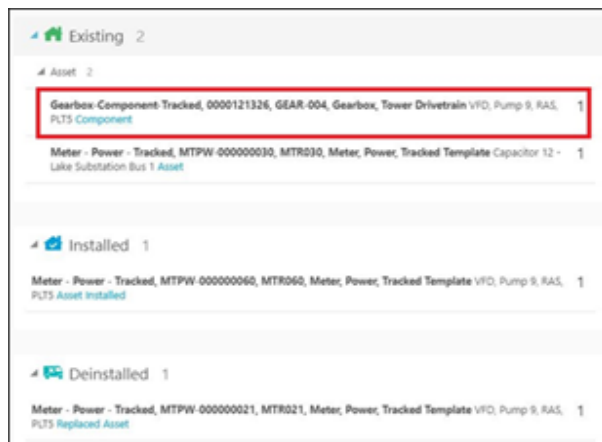 Existing 2
Asset 2
Gearbox-Component-Tracked, 0000121326, GEAR-004, Gearbox, Tower Drivetrain VFD, Pump 9, RAS, 1
PLT5 Component
Meter - Power - Tracked, MTPW-000000030, MTR030, Meter, Power, Tracked Template Capacitor 12 - 1
Lake Substation Bus 1 Asset
Installed 1
Meter - Power - Tracked, MTPW-000000060, MTR060, Meter, Power, Tracked Template VFD, Pump 9, RAS, 1
PLT5 Asset Installed
Deinstalled 1
Meter - Power - Tracked, MTPW-000000021, MTR021, Meter, Power, Tracked Template VFD, Pump 9, RAS, 1
PLT5 Replaced Asset